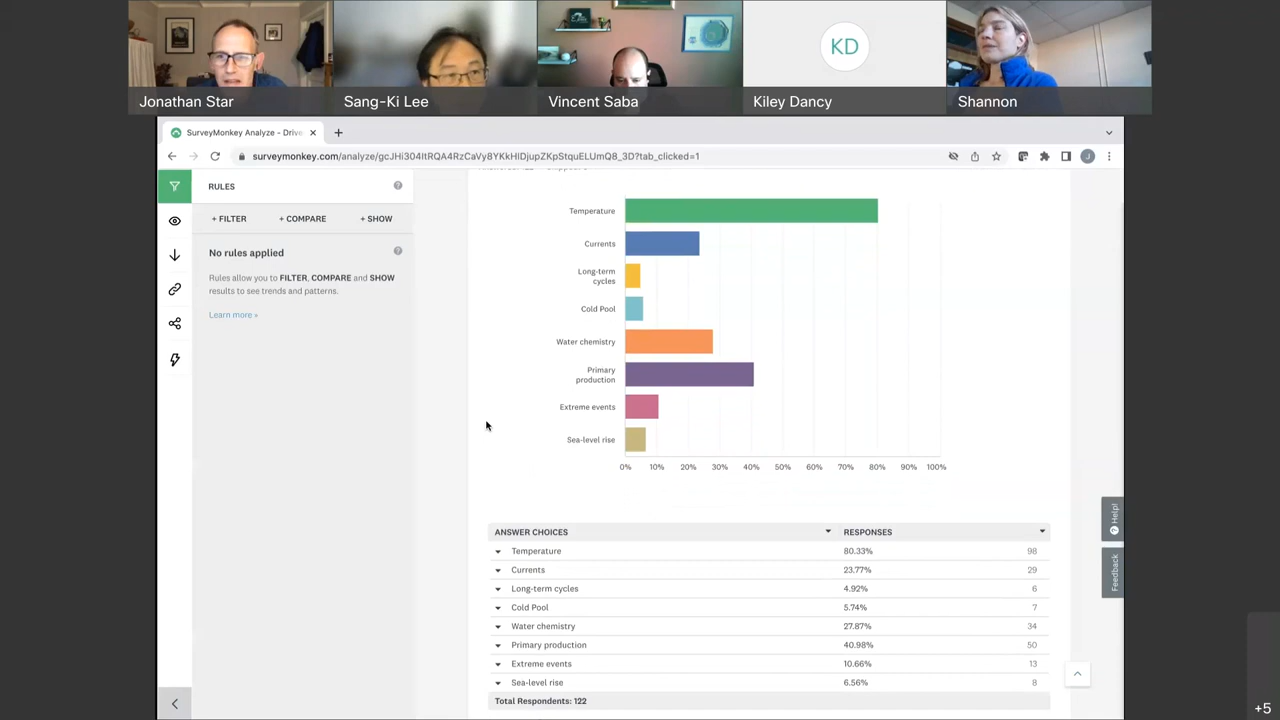 KD
Jonathan Star
Sang-Ki Lee
Vincent Saba
Kiley Dancy
Shannon
SurveyMonkey Analyze - Drive
surveymonkey.com/analyze/gcJHi304ItRQA4RzCaVy8YKkHIDjupZKpStquELUmQ8_3D?tab_clicked=1
J
RULES
+ FILTER + COMPARE + SHOW
No rules applied
Rules allow you to FILTER, COMPARE and SHOW
results to see trends and patterns.
Learn more »
Temperature
Currents
Long-term
cycles
Cold Pool
Water chemistry
Primary
production
Extreme events
Sea-level rise
0% 10% 20% 30% 40% 50% 60% 70% 80% 90% 100%
ANSWER CHOICES RESPONSES
Temperature 80.33% 98
Currents 23.77% 29
Long-term cycles 4.92% 6
Cold Pool 5.74% 7
Water chemistry 27.87% 34
Primary production 40.98% 50
Extreme events 10.66% 13
Sea-level rise 6.56% 8
Total Respondents: 122
Help!
Feedback
+5